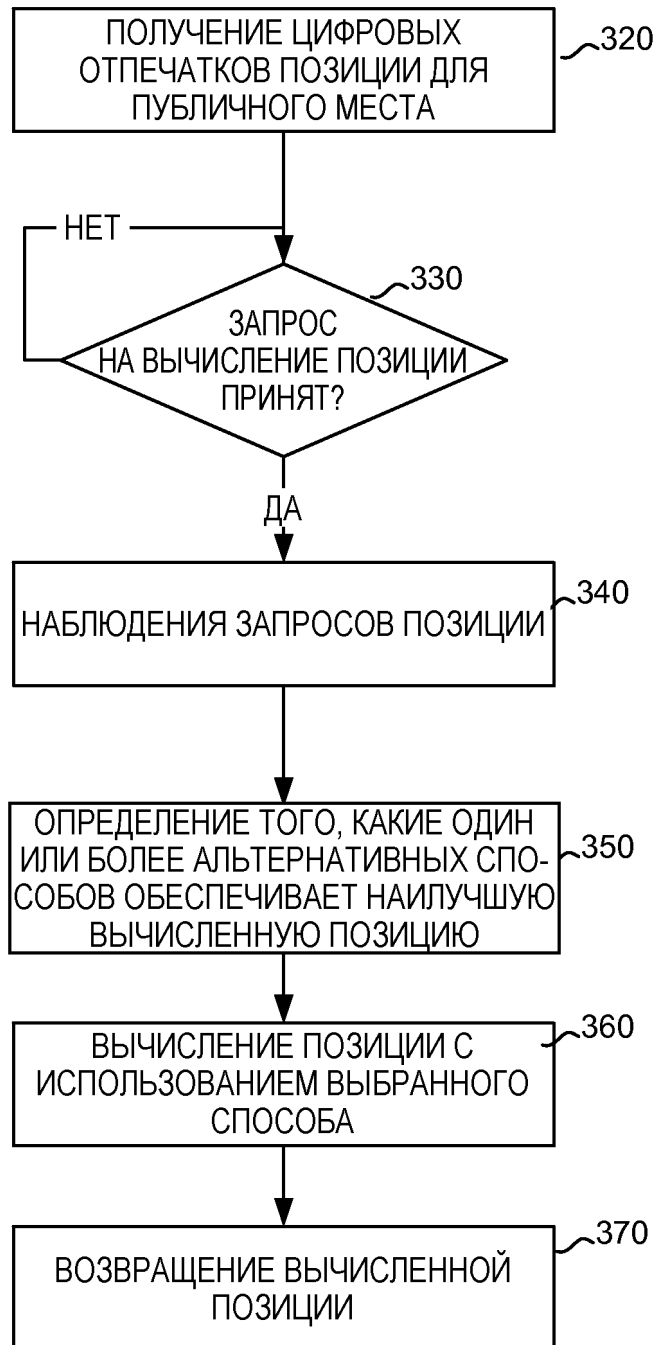 ПОЛУЧЕНИЕ ЦИФРОВЫХ
ОТПЕЧАТКОВ ПОЗИЦИИ ДЛЯ
ПУБЛИЧНОГО МЕСТА
320
НЕТ
330
ЗАПРОС
НА ВЫЧИСЛЕНИЕ ПОЗИЦИИ
ПРИНЯТ?
ДА
340
НАБЛЮДЕНИЯ ЗАПРОСОВ ПОЗИЦИИ
ОПРЕДЕЛЕНИЕ ТОГО, КАКИЕ ОДИН
ИЛИ БОЛЕЕ АЛЬТЕРНАТИВНЫХ СПО-
СОБОВ ОБЕСПЕЧИВАЕТ НАИЛУЧШУЮ
ВЫЧИСЛЕННУЮ ПОЗИЦИЮ
350
ВЫЧИСЛЕНИЕ ПОЗИЦИИ С
ИСПОЛЬЗОВАНИЕМ ВЫБРАННОГО
СПОСОБА
360
ВОЗВРАЩЕНИЕ ВЫЧИСЛЕННОЙ
ПОЗИЦИИ
370